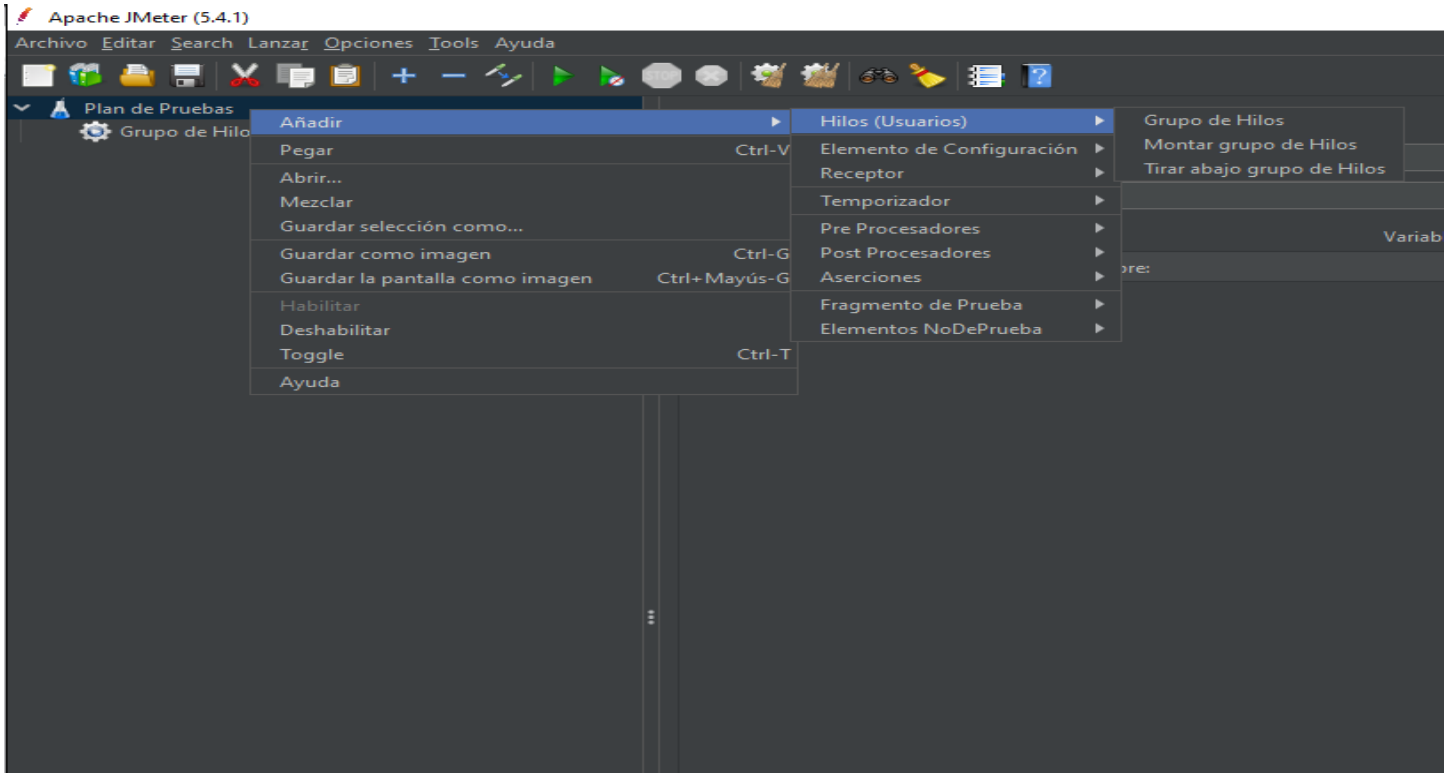 Apache JMeter (5.4.1)
Archivo Editar Search Lanzar Opciones Tools Ayuda
STOP
Plan de Pruebas
Grupo de Hilo
Añadir
Pegar Ctrl-V
Abrir...
Mezclar
Guardar selección como...
Guardar como imagen Ctrl-G
Guardar la pantalla como imagen Ctrl+Mayús-G
Habilitar
Deshabilitar
Toggle Ctrl-T
Ayuda
Hilos (Usuarios)
Elemento de Configuración
Receptor
Temporizador
Pre Procesadores
Post Procesadores
Aserciones
Fragmento de Prueba
Elementos NoDePrueba
Grupo de Hilos
Montar grupo de Hilos
Tirar abajo grupo de Hilos
Variab
bre: